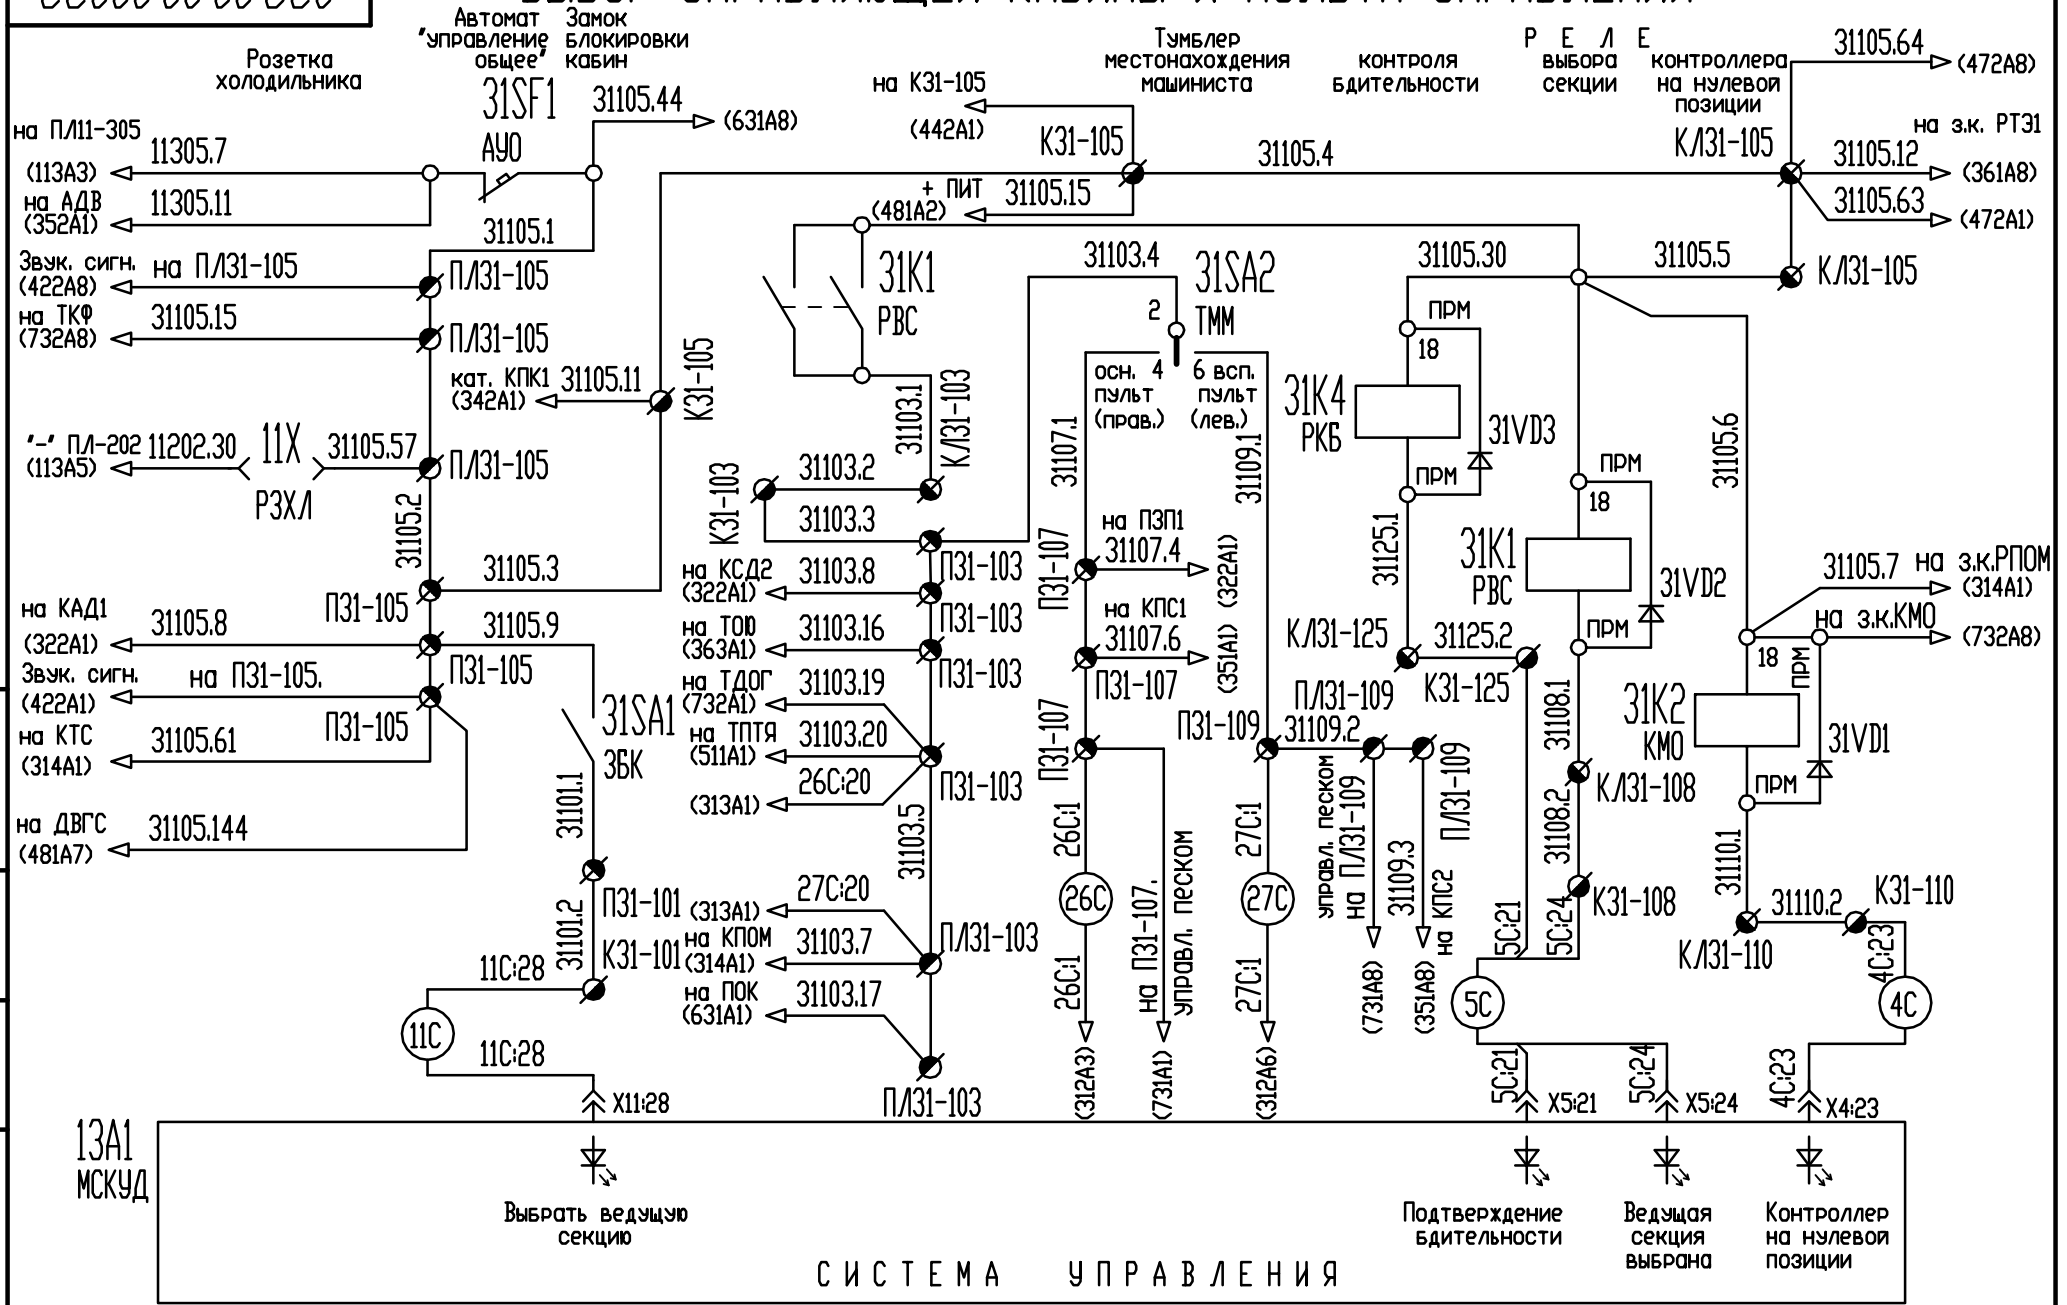 Розетка
холодильника
Автомат
"управление
общее"
Замок
блокировки
кабин
Тумблер
местонахождения
машиниста
Р Е Л Е
контроля
бдительности
выбора
секции
контроллера
на нулевой
позиции
31105.64
(472А8)
на К31-105
(442А1)
31SF1
АУО
31105.44
(631А8)
на ПЛ11-305
(113А3)
11305.7
К31-105
31105.4
КЛ31-105
31105.12
на з.к. РТЭ1
(361А8)
31105.63
(472А1)
на АДВ
(352А1)
11305.11
+ ПИТ
(481А2)
31105.15
31105.1
Звук. сигн.
(422А8)
на ПЛ31-105
ПЛ31-105
31К1
РВС
31103.4
31SA2
ТММ
2
31105.30
31105.5
КЛ31-105
на ТКФ
(732А8)
31105.15
ПЛ31-105
ПРМ
18
кат. КПК1
(342А1)
31105.11
К31-105
31103.1
КЛ31-103
осн. 4
пульт
(прав.)
6 всп.
пульт
(лев.)
31К4
РКБ
31VD3
ПРМ
31105.6
"-" ПЛ-202
(113А5)
11202.30
11Х
РЗХЛ
31105.57
ПЛ31-105
31105.2
К31-103
31103.2
31103.3
31107.1
31109.1
ПРМ
18
31К1
РВС
31VD2
ПРМ
31125.1
31105.3
П31-105
на КСД2
(322А1)
31103.8
П31-103
П31-103
П31-107
на ПЗП1
31107.4
(322А1)
31105.7
на з.к.РПОМ
(314А1)
на з.к.КМО
(732А8)
на КАД1
(322А1)
31105.8
31105.9
П31-105
на ТОЮ
(363А1)
31103.16
П31-103
на КПС1
31107.6
(351А1)
П31-107
КЛ31-125
31125.2
К31-125
18
ПРМ
Звук. сигн.
(422А1)
на П31-105.
П31-105
31SA1
ЗБК
на ТДОГ
(732А1)
31103.19
П31-107
П31-109
ПЛ31-109
31109.2
ПЛ31-109
31108.1
КЛ31-108
31К2
КМО
31VD1
ПРМ
на КТС
(314А1)
31105.61
на ТПТЯ
(511А1)
31103.20
П31-103
26С:20
(313А1)
на ДВГС
(481А7)
31105.144
31101.1
П31-101
31101.2
К31-101
31103.5
26С:1
26С
26С:1
(312А3)
на П31-107.
управл. песком
(731А1)
27С:1
27С
27С:1
(312А6)
управл. песком
на ПЛ31-109
(731А8)
31109.3
на КПС2
(351А8)
31108.2
К31-108
5С:21
5С:24
31110.1
КЛ31-110
31110.2
К31-110
4С:23
27С:20
(313А1)
на КПОМ
(314А1)
31103.7
ПЛ31-103
на ПОК
(631А1)
31103.17
ПЛ31-103
11С:28
11С
11С:28
Х11:28
5С
4С
5С:21
Х5:21
5С:24
Х5:24
4С:23
Х4:23
13А1
МСКУД
Выбрать ведущую
секцию
Подтверждение
бдительности
Ведущая
секция
выбрана
Контроллер
на нулевой
позиции
СИСТЕМА УПРАВЛЕНИЯ